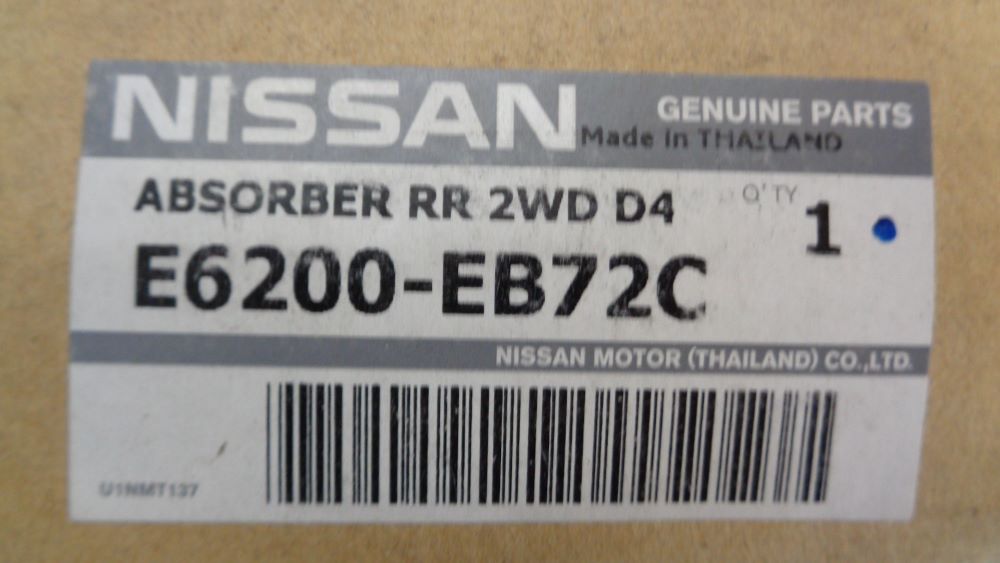 NISSAN GENUINE PARTS
Made in THAILAND
ABSORBER RR 2WD D4 Q'TY
E6200-EB72C 1
NISSAN MOTOR (THAILAND) CO.,LTD.
U1NMT137